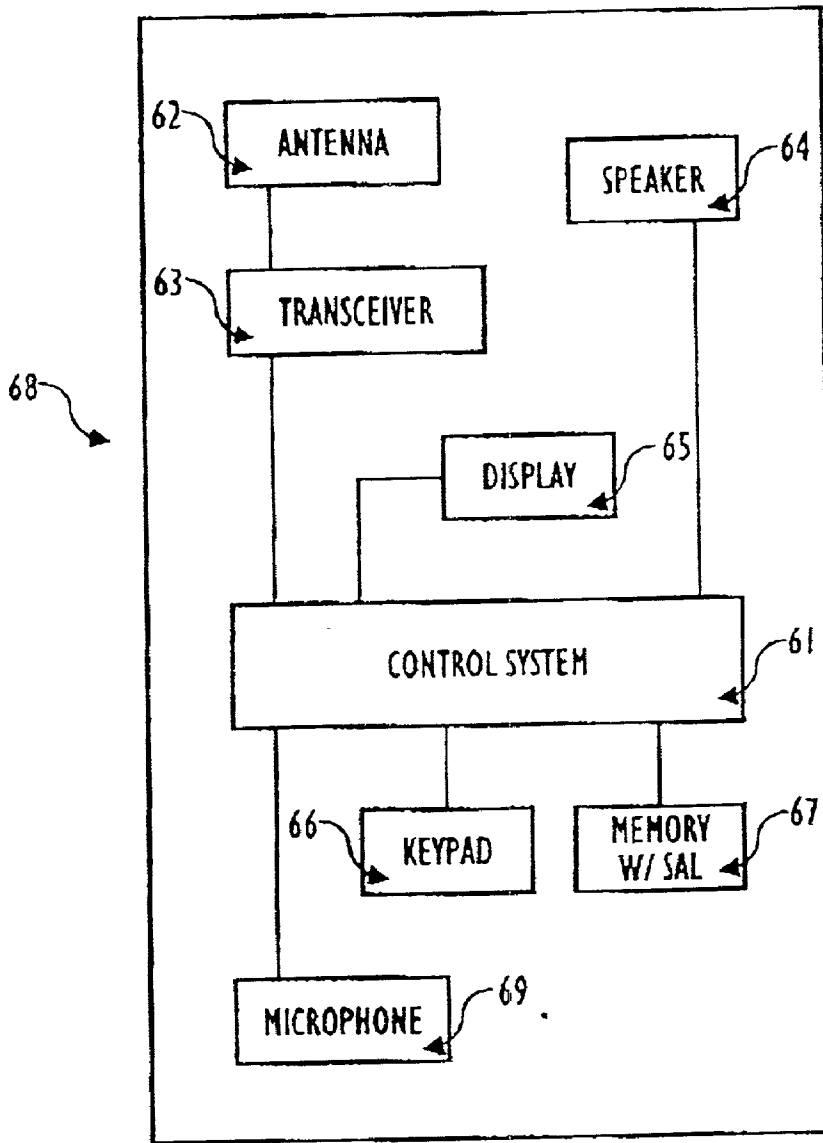 62
ANTENNA
64
SPEAKER
63
TRANSCEIVER
68
65
DISPLAY
61
CONTROL SYSTEM
66
KEYPAD
67
MEMORY
W/ SAL
69
MICROPHONE